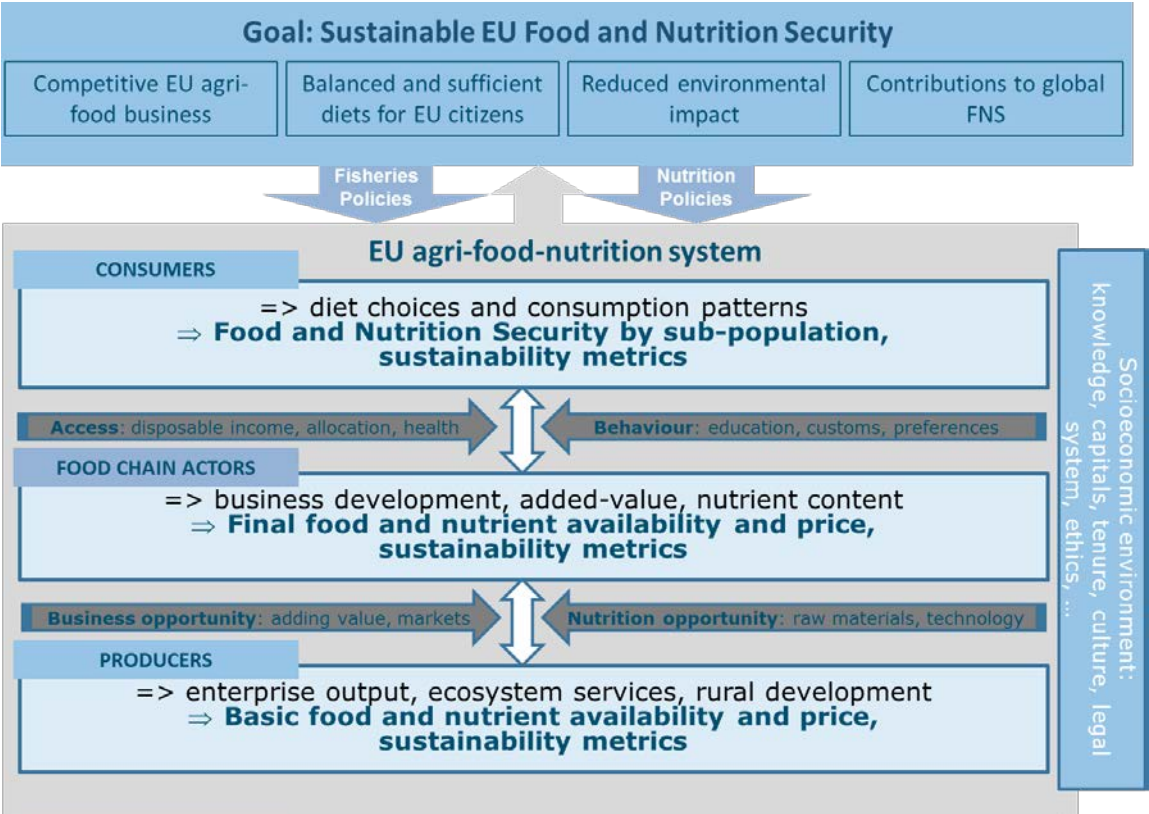 Goal: Sustainable EU Food and Nutrition Security
Competitive EU agri-
food business
Balanced and sufficient
diets for EU citizens
Reduced environmental
impact
Contributions to global
FNS
Fisheries
Policies
Nutrition
Policies
EU agri-food-nutrition system
CONSUMERS
=> diet choices and consumption patterns
⇒ Food and Nutrition Security by sub-population,
sustainability metrics
Access: disposable income, allocation, health
Behaviour: education, customs, preferences
FOOD CHAIN ACTORS
=> business development, added-value, nutrient content
⇒ Final food and nutrient availability and price,
sustainability metrics
Business opportunity: adding value, markets
Nutrition opportunity: raw materials, technology
PRODUCERS
=> enterprise output, ecosystem services, rural development
⇒ Basic food and nutrient availability and price,
sustainability metrics
Socioeconomic environment:
knowledge, capitals, tenure, culture, legal
system, ethics, ...